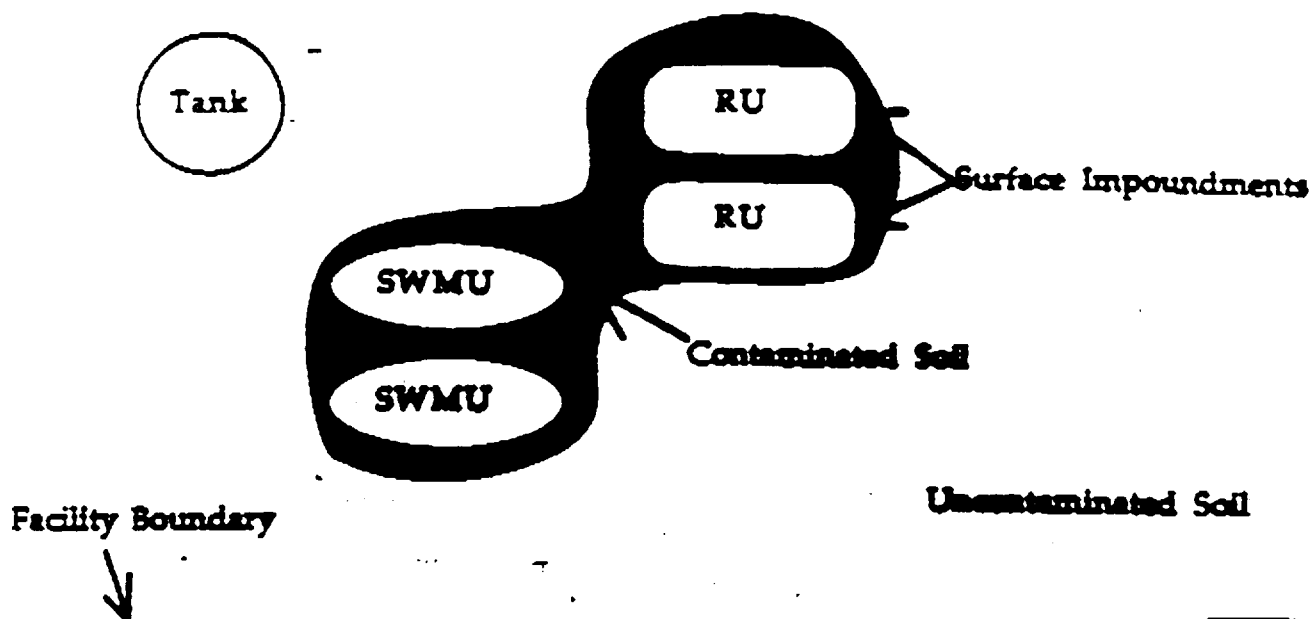 Tank
RU
Surface Impoundments
RU
SWMU
Contaminated Soil
SWMU
Uncontaminated Soil
Facility Boundary